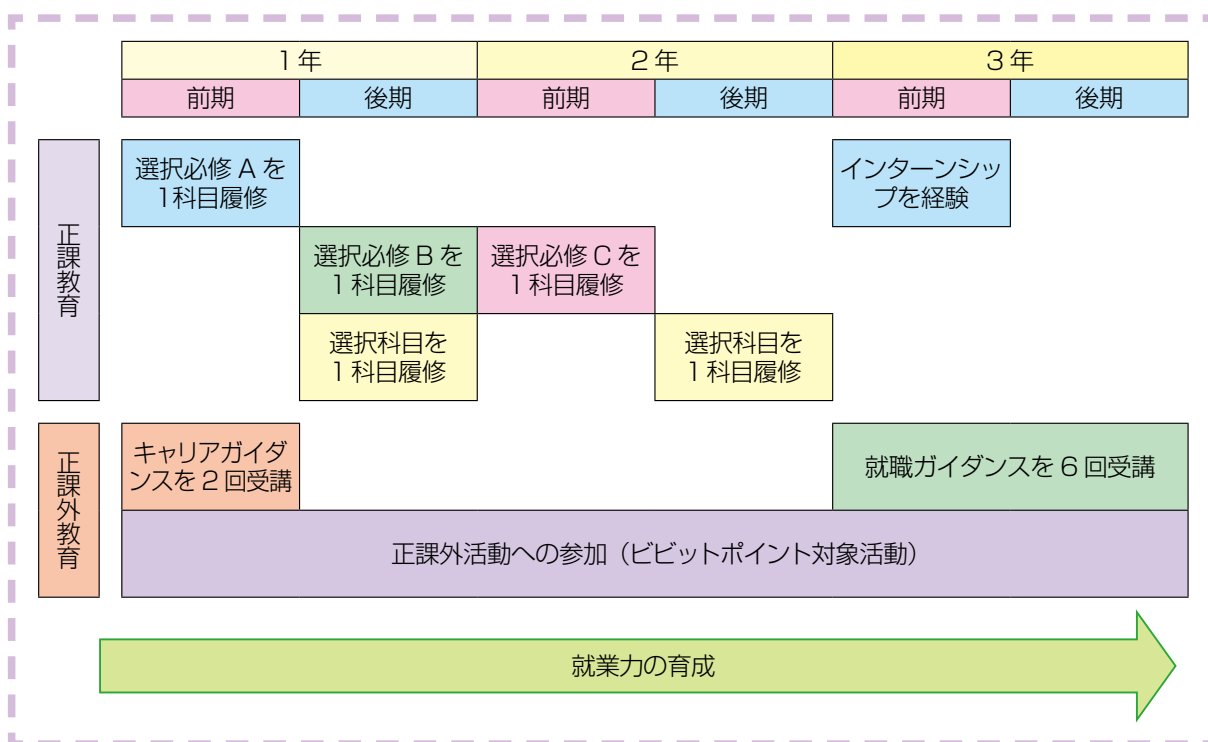 1年
2年
3年
前期
後期
前期
後期
前期
後期
正課教育
選択必修 A を
1科目履修
インターンシッ
プを経験
選択必修 B を
1科目履修
選択必修 C を
1科目履修
選択科目を
1科目履修
選択科目を
1科目履修
正課外教育
キャリアガイダ
ンスを2回受講
就職ガイダンスを6回受講
正課外活動への参加（ビビットポイント対象活動）
就業力の育成